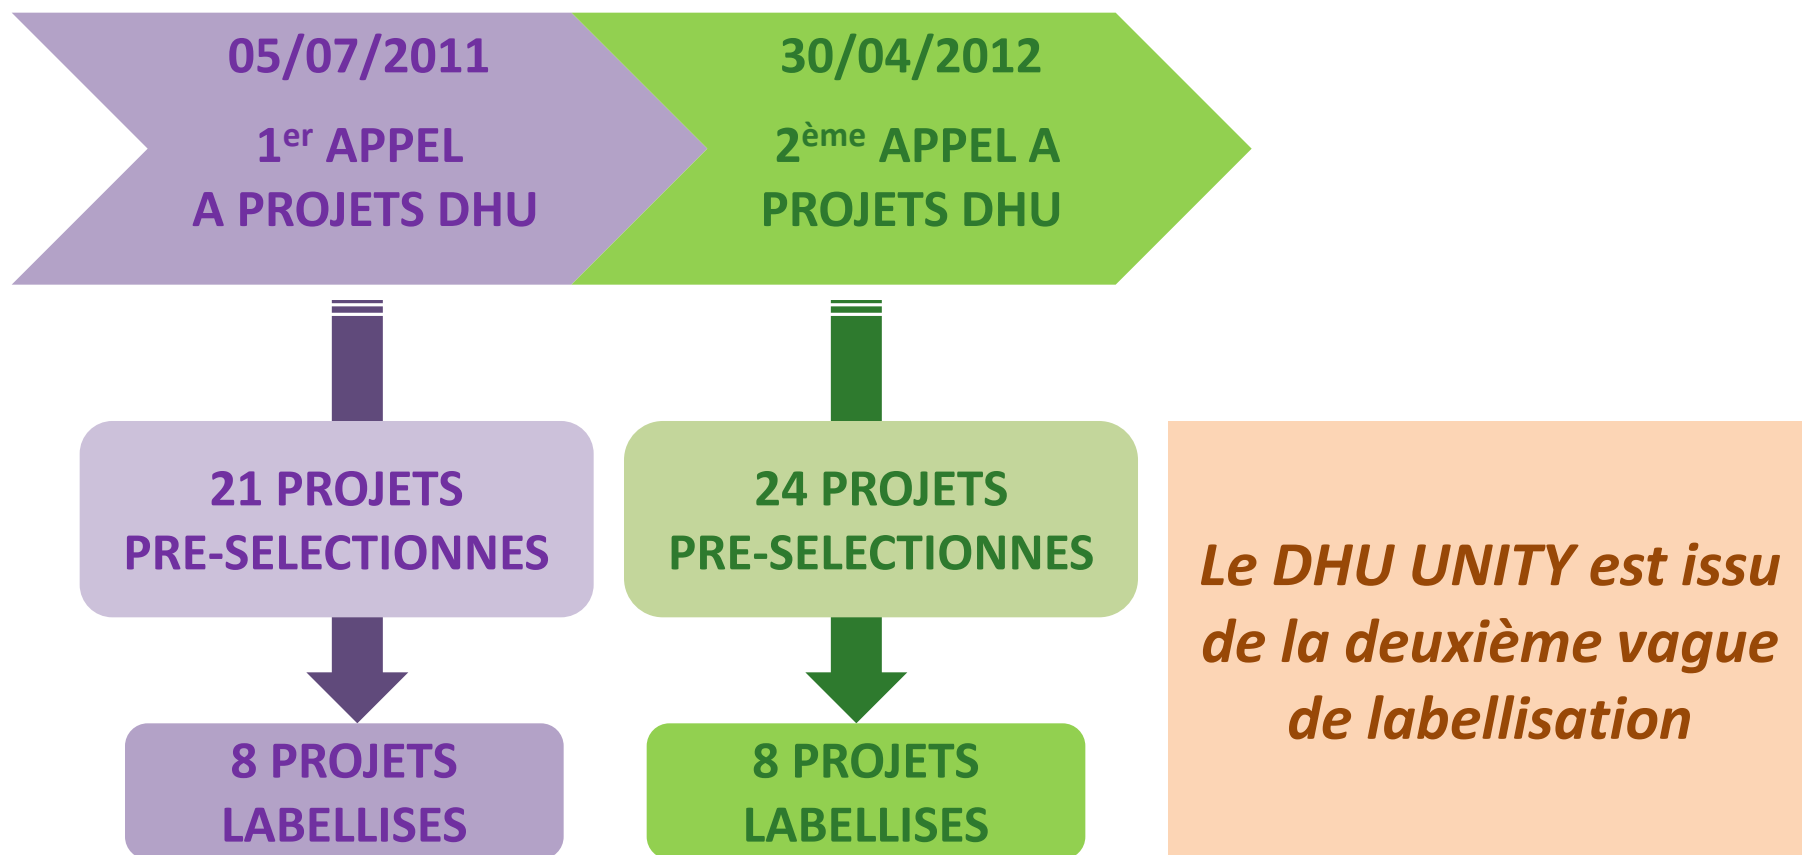 05/07/2011
1er APPEL
A PROJETS DHU
30/04/2012
2ème APPEL A
PROJETS DHU
21 PROJETS
PRE-SELECTIONNES
24 PROJETS
PRE-SELECTIONNES
Le DHU UNITY est issu
de la deuxième vague
de labellisation
8 PROJETS
LABELLISES
8 PROJETS
LABELLISES